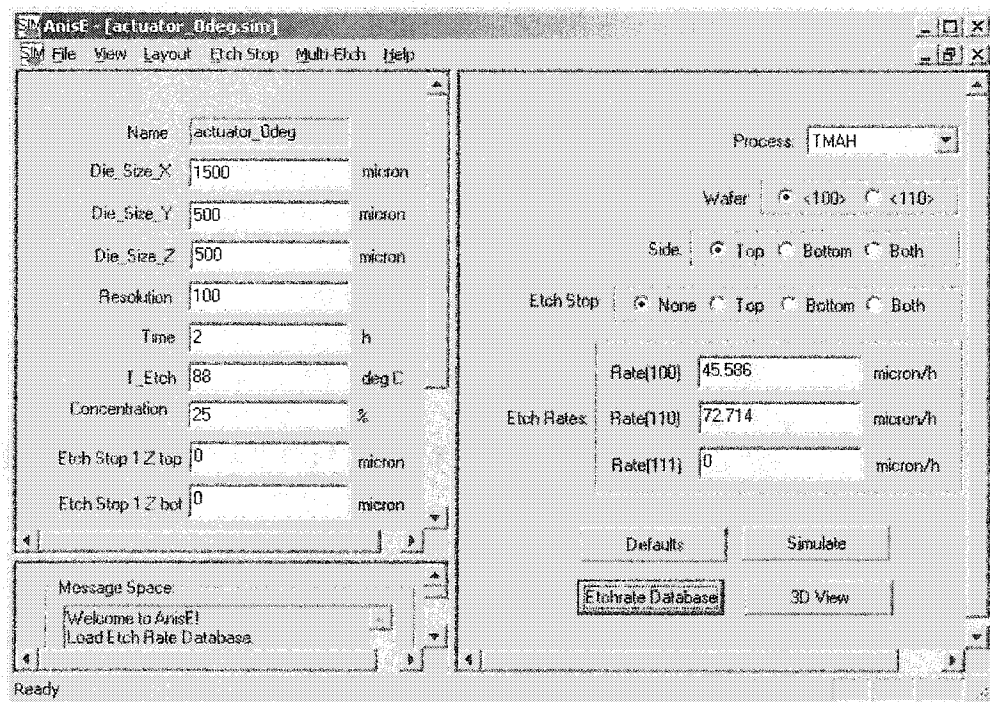 SIM AnisE - [actuator_0deg.sim]
SIM File View Layout Etch Stop Multi-Etch Help
Name actuator_0deg
Die_Size_X 1500 micron
Die_Size_Y 500 micron
Die_Size_Z 500 micron
Resolution 100
Time 2 h
T_Etch 88 deg C
Concentration 25 %
Etch Stop 1 Z top 0 micron
Etch Stop 1 Z bot 0 micron
Message Space:
Welcome to AnisE!
Load Etch Rate Database.
Process: TMAH
Wafer <100> <110>
Side: Top Bottom Both
Etch Stop None Top Bottom Both
Etch Rates:
Rate(100) 45.586 micron/h
Rate(110) 72.714 micron/h
Rate(111) 0 micron/h
Defaults Simulate
Etchrate Database 3D View
Ready